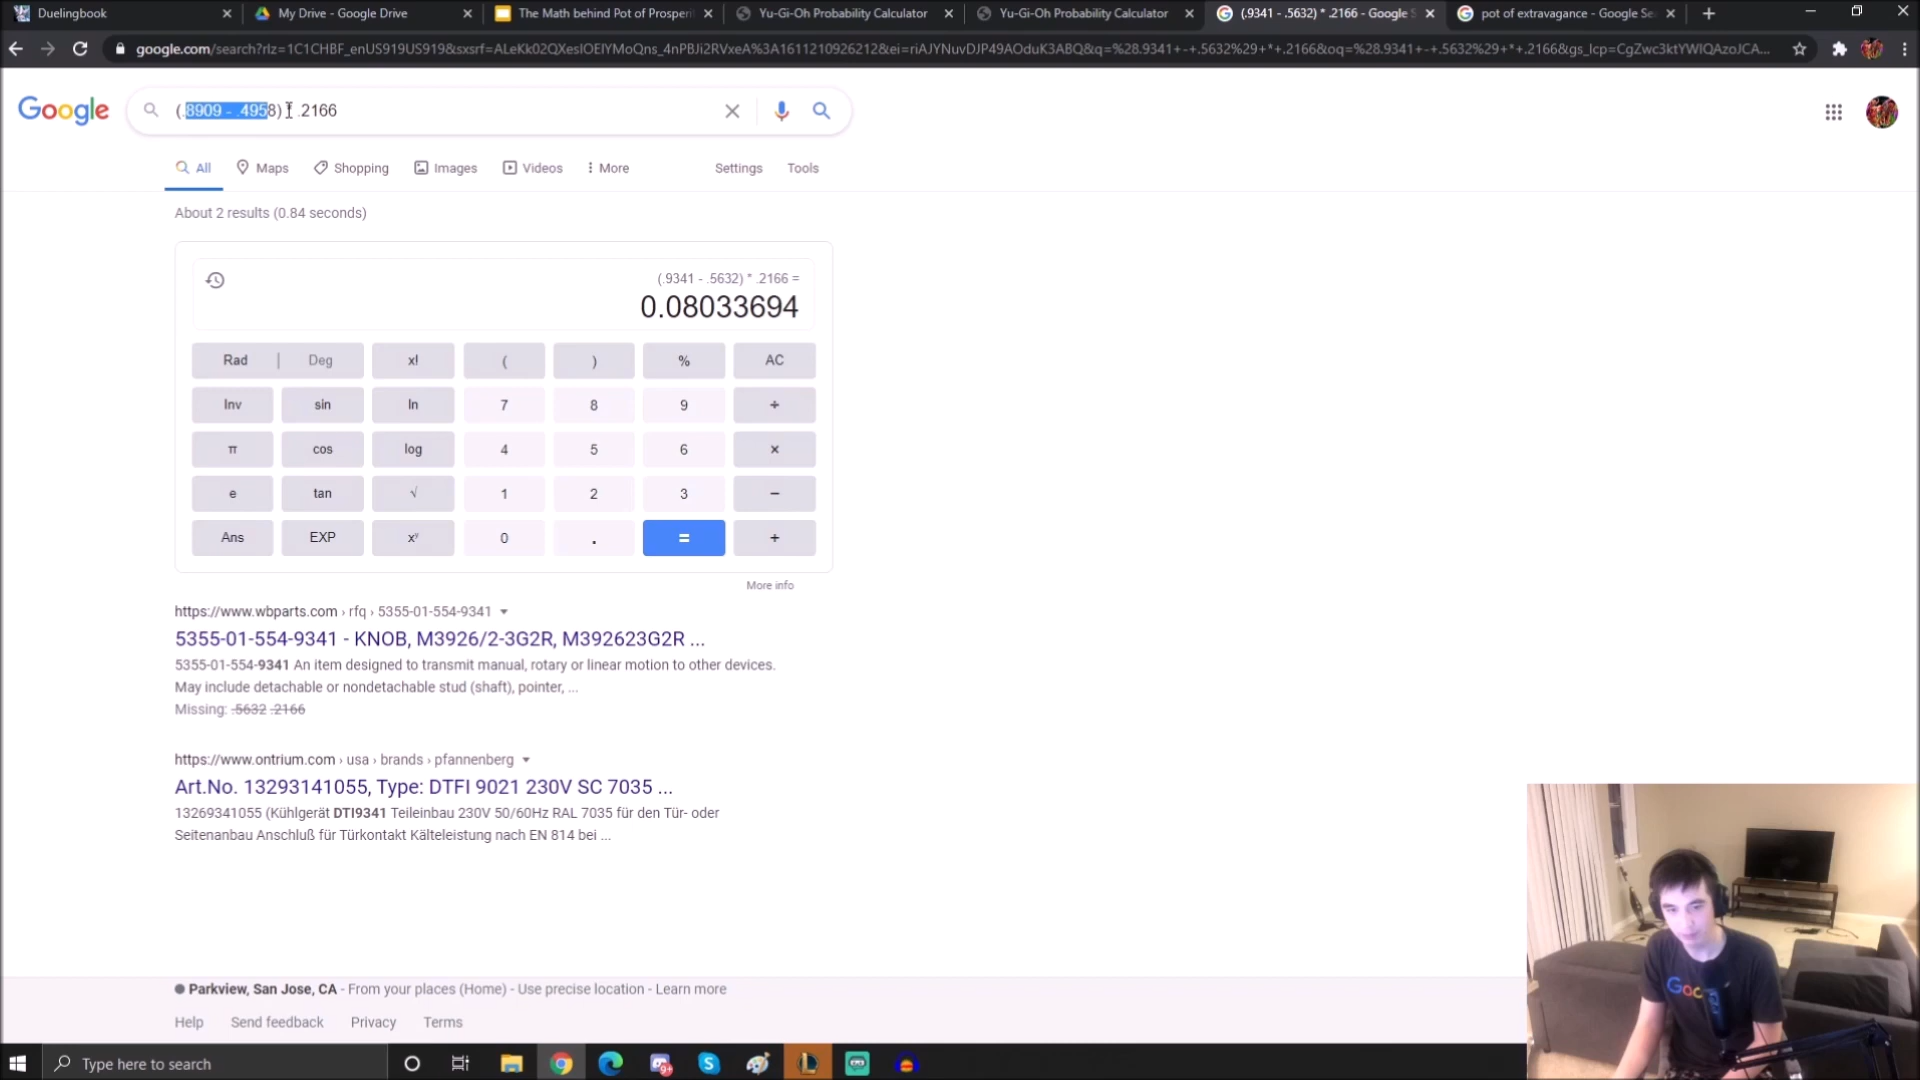 Duelingbook
My Drive - Google Drive
The Math behind Pot of Prosperi
Yu-Gi-Oh Probability Calculator
Yu-Gi-Oh Probability Calculator
(.9341 - .5632) * .2166 - Google S
pot of extravagance - Google Se
google.com/search?rlz=1C1CHBF_enUS919US919&sxsrf=ALeKk02QXeslOElYMoQns_4nPBJi2RVxeA%3A1611210926212&ei=riAJYNuvDJP49AOduK3ABQ&q=%28.9341+-+.5632%29+*+.2166&oq=%28.9341+-+.5632%29+*+.2166&gs_lcp=CgZwc3ktYWIQAzoJCA...
Google
(.8909 - .4958) * .2166
All
Maps
Shopping
Images
Videos
More
Settings
Tools
About 2 results (0.84 seconds)
(.9341 - .5632) * .2166 =
0.08033694
Rad | Deg x! ( ) % AC
Inv sin ln 7 8 9 ÷
π cos log 4 5 6 ×
e tan √ 1 2 3 −
Ans EXP xʸ 0 . = +
More info
https://www.wbparts.com › rfq › 5355-01-554-9341
5355-01-554-9341 - KNOB, M3926/2-3G2R, M392623G2R ...
5355-01-554-9341 An item designed to transmit manual, rotary or linear motion to other devices.
May include detachable or nondetachable stud (shaft), pointer, ...
Missing: .5632 .2166
https://www.ontrium.com › usa › brands › pfannenberg
Art.No. 13293141055, Type: DTFI 9021 230V SC 7035 ...
13269341055 (Kühlgerät DTI9341 Teileinbau 230V 50/60Hz RAL 7035 für den Tür- oder
Seitenanbau Anschluß für Türkontakt Kälteleistung nach EN 814 bei ...
Parkview, San Jose, CA - From your places (Home) - Use precise location - Learn more
Help
Send feedback
Privacy
Terms
Type here to search
9+